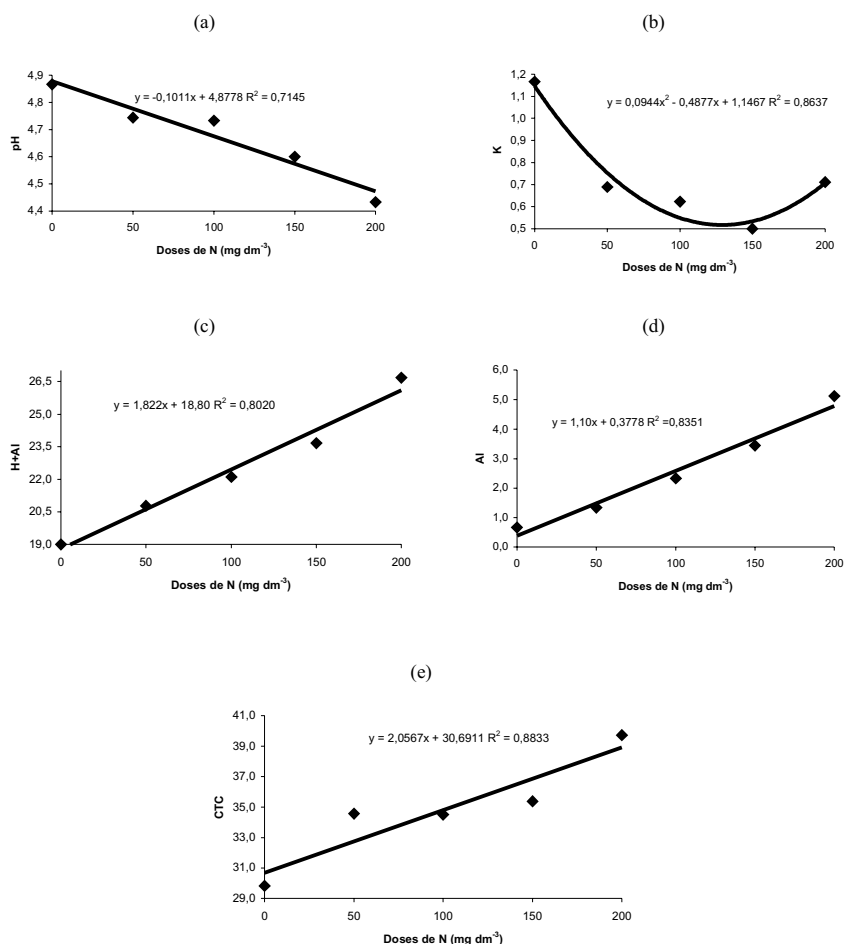 (a)
4,9
4,8
4,7
4,6
4,5
4,4
pH
y = -0,1011x + 4,8778 R² = 0,7145
0 50 100 150 200
Doses de N (mg dm⁻³)
(b)
1,2
1,1
1,0
0,9
0,8
0,7
0,6
0,5
K
y = 0,0944x² - 0,4877x + 1,1467 R² = 0,8637
0 50 100 150 200
Doses de N (mg dm⁻³)
(c)
26,5
25,0
23,5
22,0
20,5
19,0
H+Al
y = 1,822x + 18,80 R² = 0,8020
0 50 100 150 200
Doses de N (mg dm⁻³)
(d)
6,0
5,0
4,0
3,0
2,0
1,0
0,0
Al
y = 1,10x + 0,3778 R² =0,8351
0 50 100 150 200
Doses de N (mg dm⁻³)
(e)
41,0
39,0
37,0
35,0
33,0
31,0
29,0
CTC
y = 2,0567x + 30,6911 R² = 0,8833
0 50 100 150 200
Doses de N (mg dm⁻³)